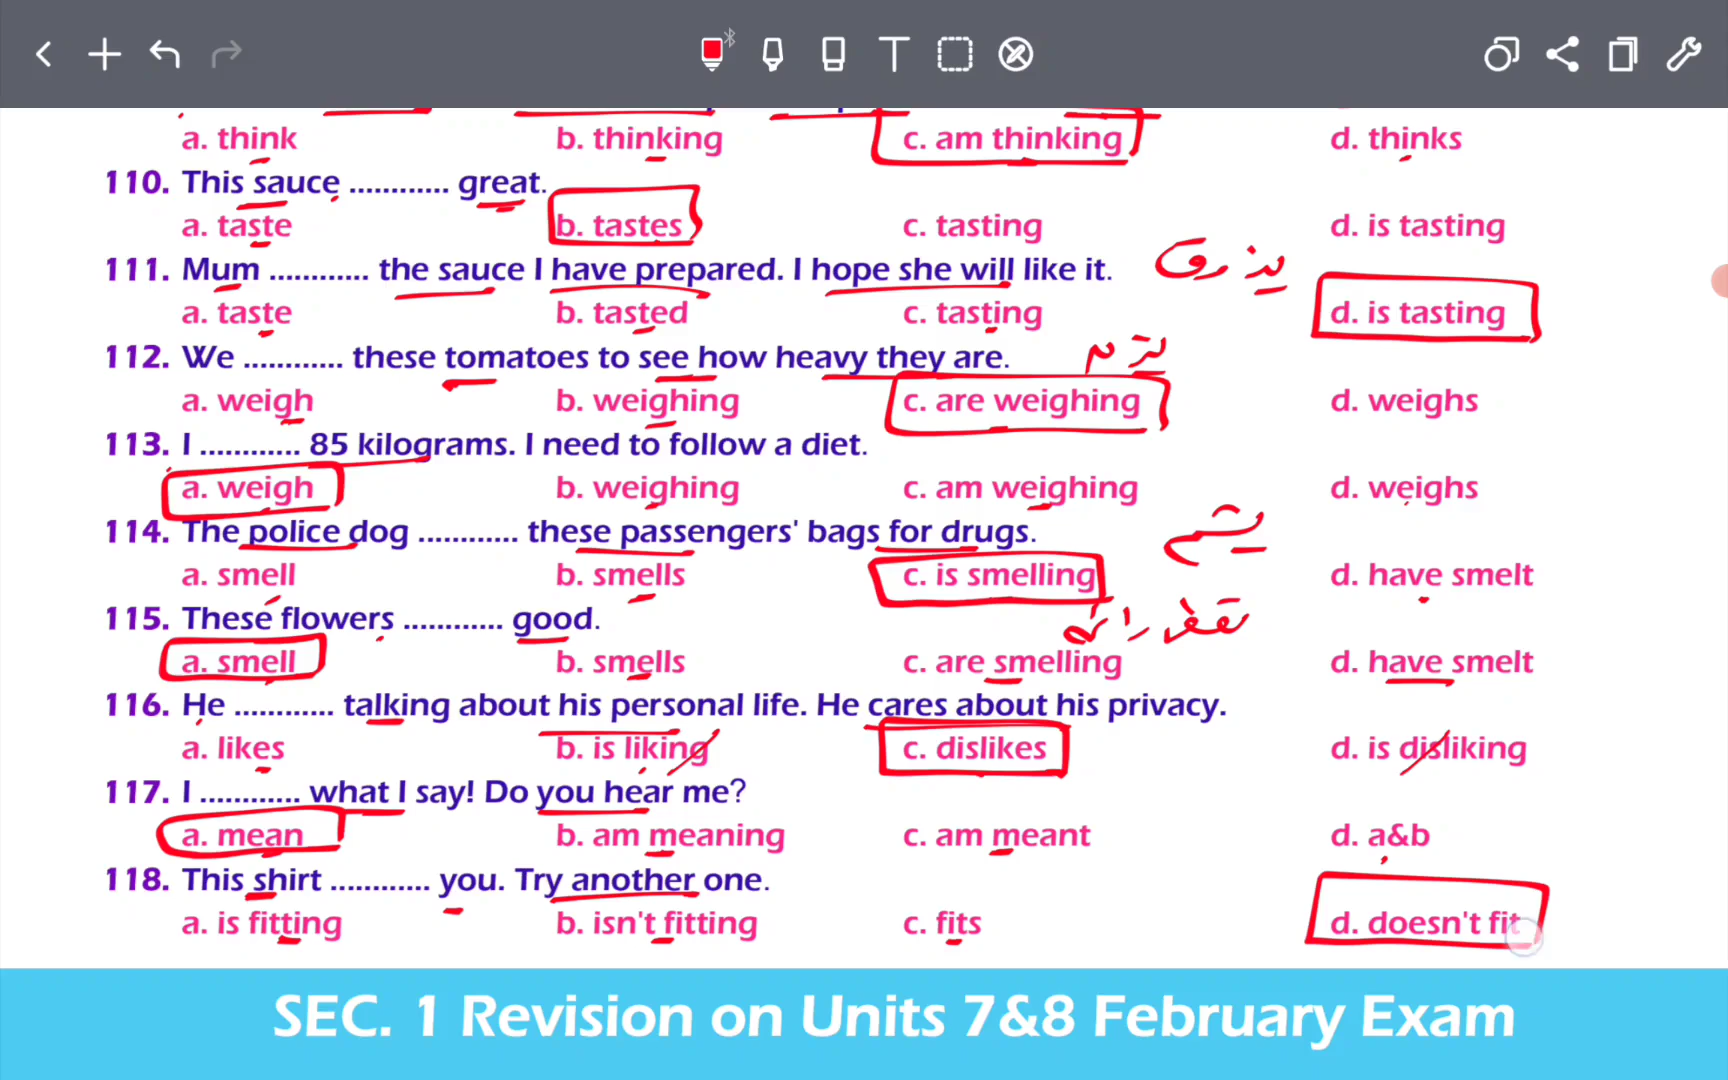 a. think b. thinking c. am thinking d. thinks
110. This sauce ............ great.
a. taste b. tastes c. tasting d. is tasting
111. Mum ............ the sauce I have prepared. I hope she will like it. يذوق
a. taste b. tasted c. tasting d. is tasting
112. We ............ these tomatoes to see how heavy they are.
a. weigh b. weighing c. are weighing d. weighs
113. I ............ 85 kilograms. I need to follow a diet.
a. weigh b. weighing c. am weighing d. weighs
114. The police dog ............ these passengers' bags for drugs. يشم
a. smell b. smells c. is smelling d. have smelt
115. These flowers ............ good.
a. smell b. smells c. are smelling d. have smelt
116. He ............ talking about his personal life. He cares about his privacy.
a. likes b. is liking c. dislikes d. is disliking
117. I ............ what I say! Do you hear me?
a. mean b. am meaning c. am meant d. a&b
118. This shirt ............ you. Try another one.
a. is fitting b. isn't fitting c. fits d. doesn't fit
SEC. 1 Revision on Units 7&8 February Exam